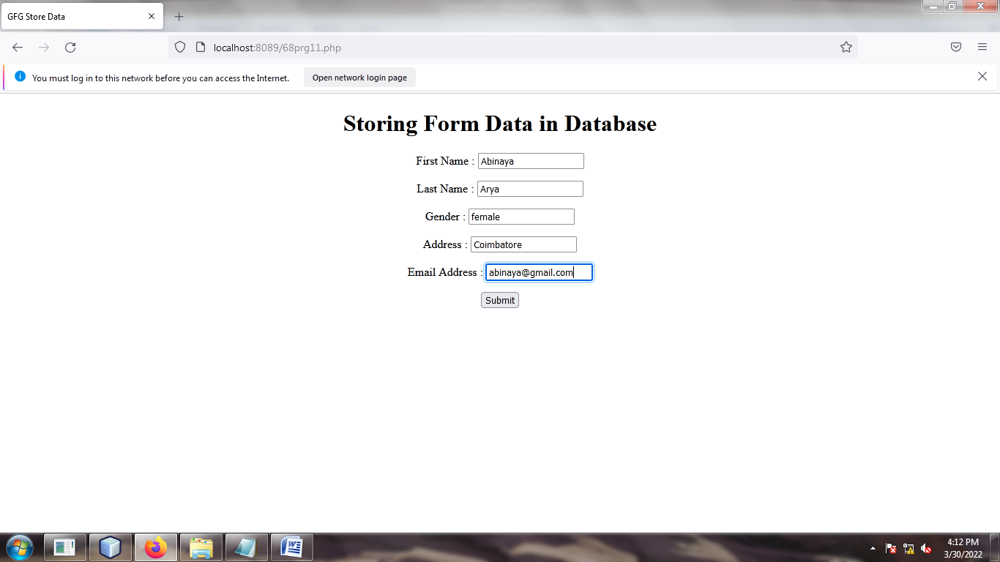 GFG Store Data
localhost:8089/68prg11.php
You must log in to this network before you can access the Internet. Open network login page
Storing Form Data in Database
First Name : Abinaya
Last Name : Arya
Gender : female
Address : Coimbatore
Email Address : abinaya@gmail.com
Submit
4:12 PM
3/30/2022